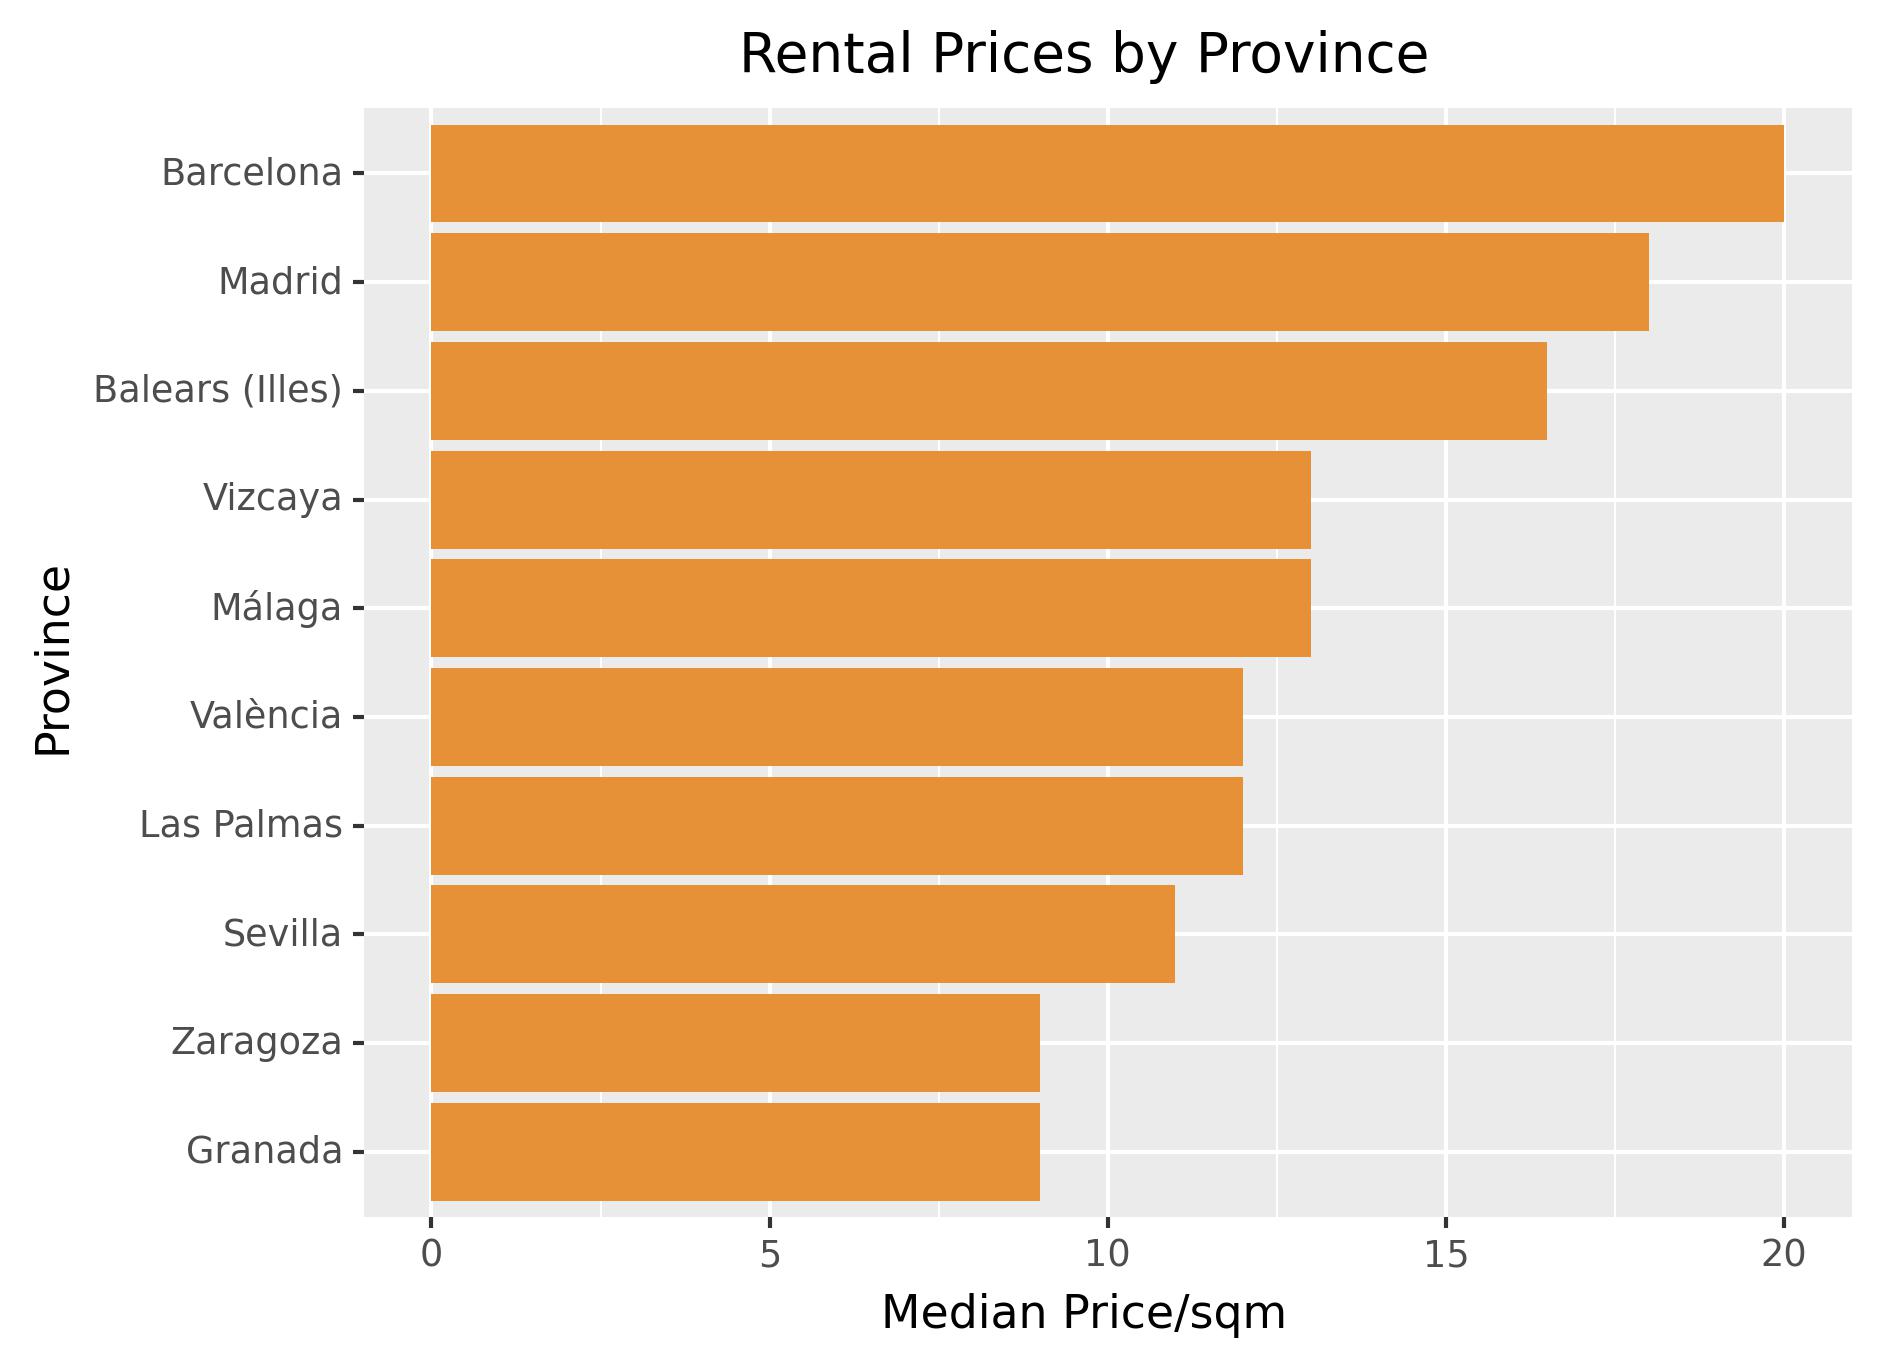 Rental Prices by Province
Province
Barcelona
Madrid
Balears (Illes)
Vizcaya
Málaga
València
Las Palmas
Sevilla
Zaragoza
Granada
0 5 10 15 20
Median Price/sqm